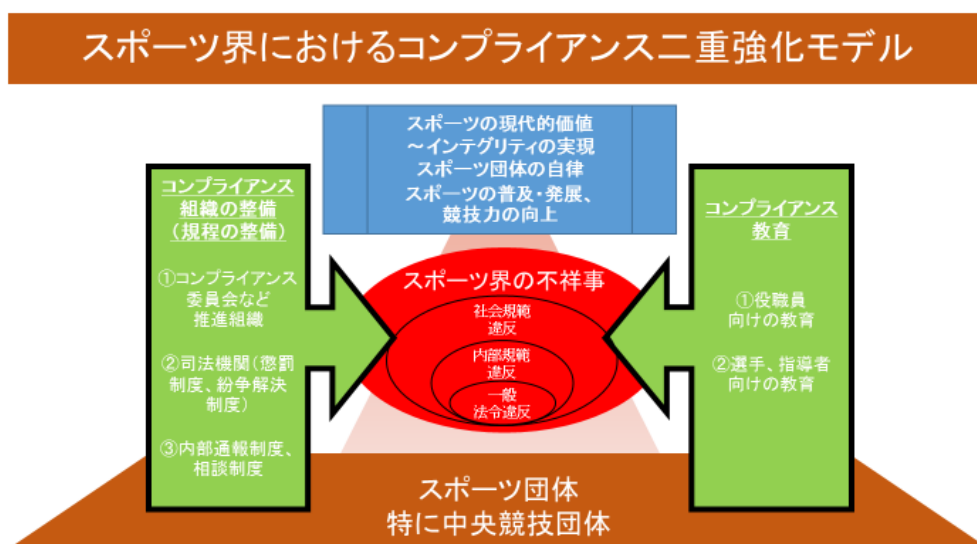 スポーツ界におけるコンプライアンス二重強化モデル
スポーツの現代的価値
～インテグリティの実現
スポーツ団体の自律
スポーツの普及・発展、
競技力の向上
コンプライアンス
組織の整備
（規程の整備）
①コンプライアンス
委員会など
推進組織
②司法機関（懲罰
制度、紛争解決
制度）
③内部通報制度、
相談制度
スポーツ界の不祥事
社会規範
違反
内部規範
違反
一般
法令違反
コンプライアンス
教育
①役職員
向けの教育
②選手、指導者
向けの教育
スポーツ団体
特に中央競技団体